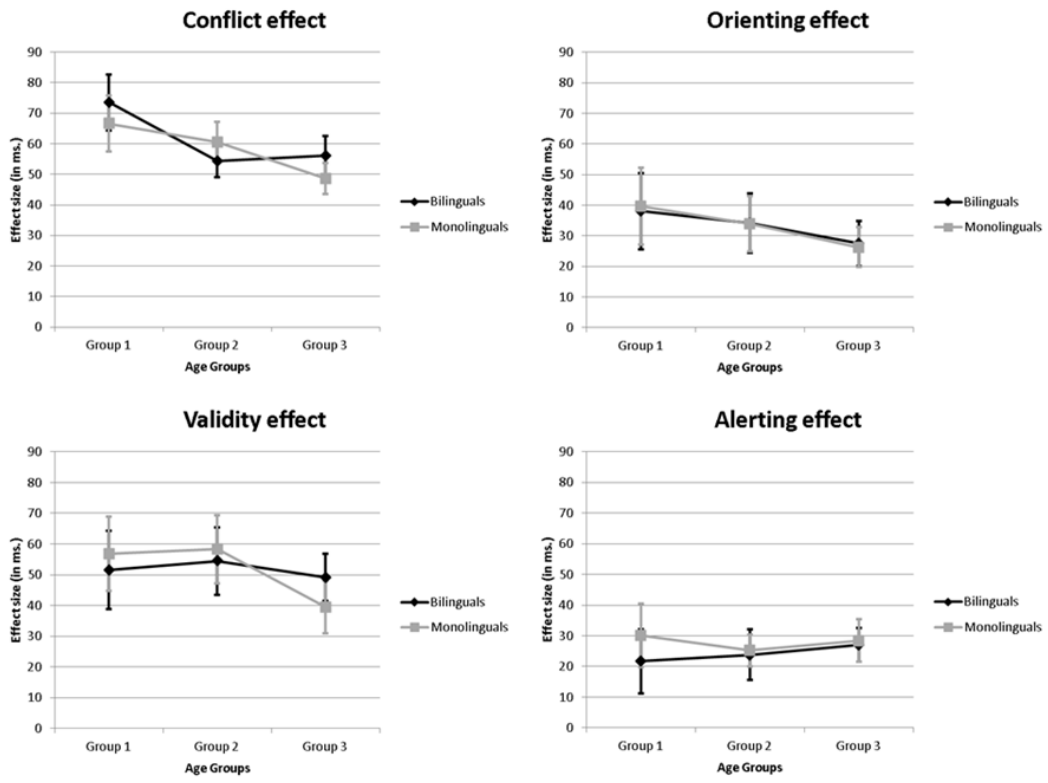 Conflict effect
90
80
70
60
50
40
30
20
10
0
Effect size (in ms.)
Group 1 Group 2 Group 3
Age Groups
Bilinguals
Monolinguals
Orienting effect
90
80
70
60
50
40
30
20
10
0
Effect size (in ms.)
Group 1 Group 2 Group 3
Age Groups
Bilinguals
Monolinguals
Validity effect
90
80
70
60
50
40
30
20
10
0
Effect size (in ms.)
Group 1 Group 2 Group 3
Age Groups
Bilinguals
Monolinguals
Alerting effect
90
80
70
60
50
40
30
20
10
0
Effect size (in ms.)
Group 1 Group 2 Group 3
Age Groups
Bilinguals
Monolinguals